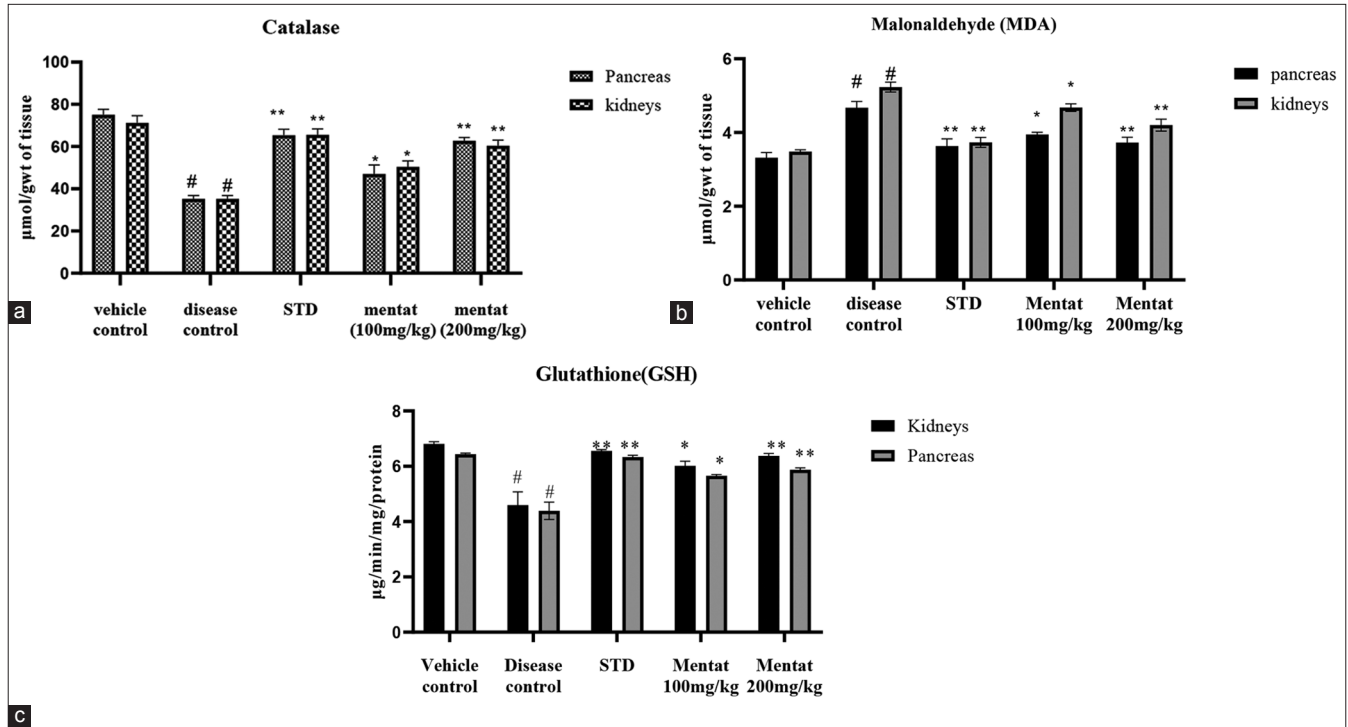 Catalase
100
80
60
40
20
0
μmol/gwt of tissue
Pancreas
kidneys
#
#
**
**
*
*
**
**
vehicle
control
disease
control
STD
mentat
(100mg/kg)
mentat
(200mg/kg)
a
Malonaldehyde (MDA)
6
4
2
0
μmol/gwt of tissue
pancreas
kidneys
#
#
**
**
*
*
**
**
vehicle
control
disease
control
STD
Mentat
100mg/kg
Mentat
200mg/kg
b
Glutathione(GSH)
8
6
4
2
0
μg/min/mg/protein
Kidneys
Pancreas
#
#
**
**
*
*
**
**
Vehicle
control
Disease
control
STD
Mentat
100mg/kg
Mentat
200mg/kg
c